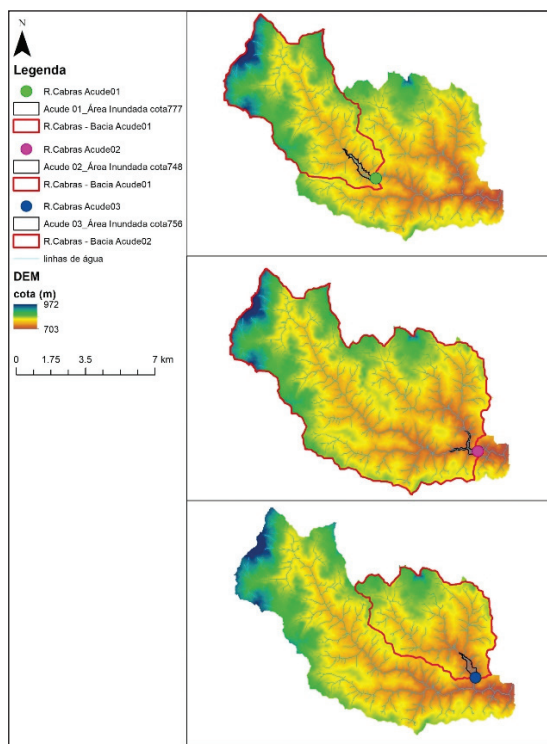 N
Legenda
R.Cabras Acude01
Acude 01_Área Inundada cota777
R.Cabras - Bacia Acude01
R.Cabras Acude02
Acude 02_Área Inundada cota748
R.Cabras - Bacia Acude01
R.Cabras Acude03
Acude 03_Área Inundada cota756
R.Cabras - Bacia Acude02
linhas de água
DEM
cota (m)
972
703
0 1.75 3.5 7 km